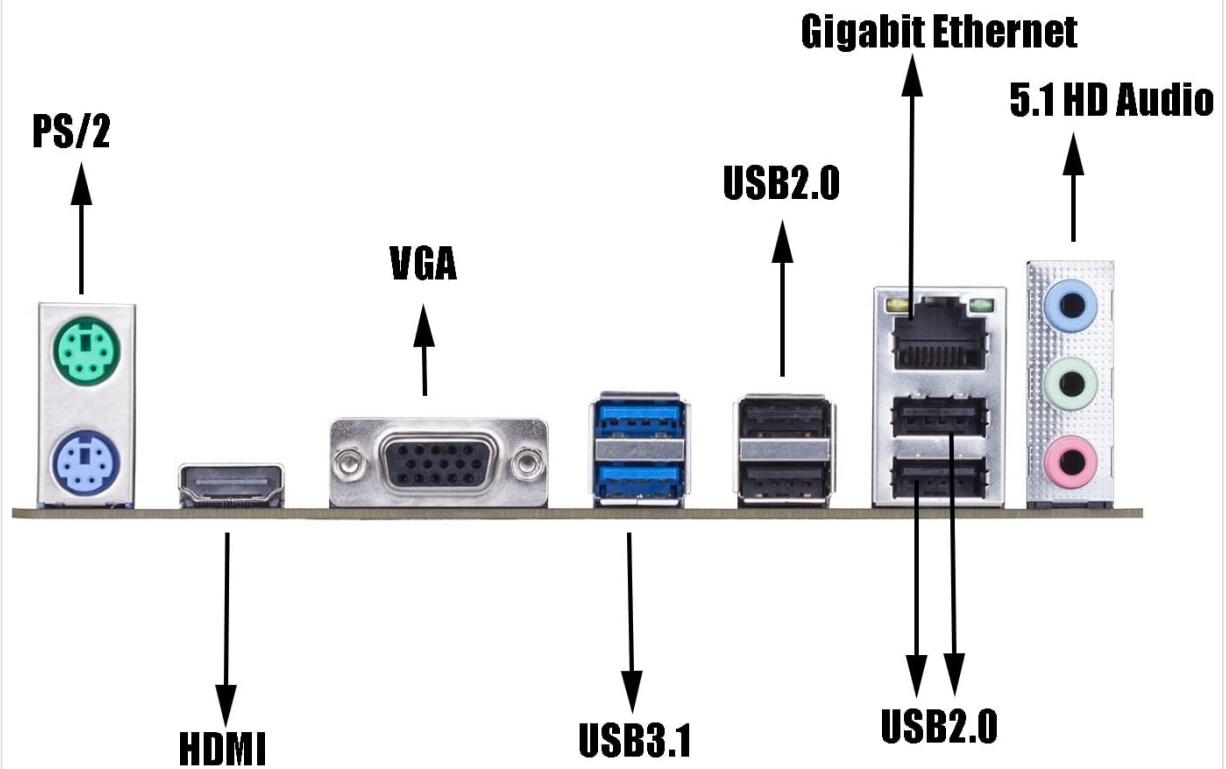 Gigabit Ethernet
5.1 HD Audio
PS/2
USB2.0
VGA
HDMI
USB3.1
USB2.0